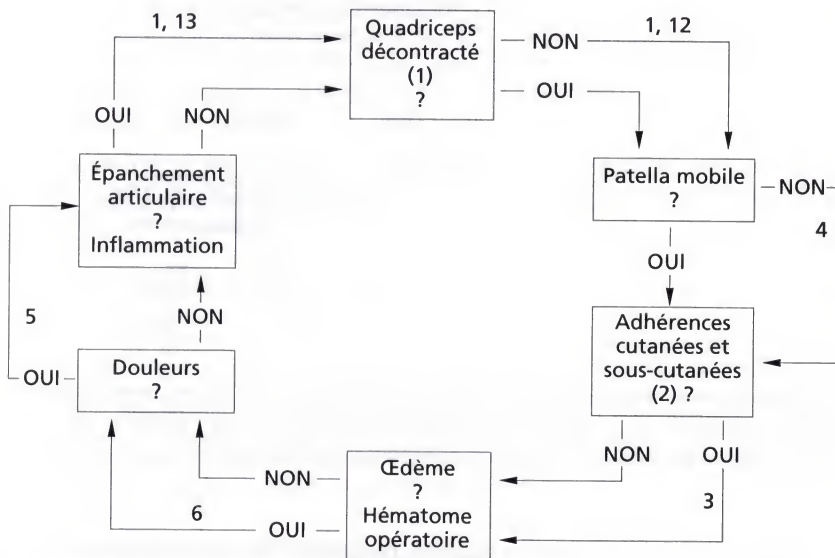 1, 13
Quadriceps
décontracté
(1)
?
NON
1, 12
OUI
OUI
NON
Épanchement
articulaire
?
Inflammation
Patella mobile
?
NON
4
OUI
5
NON
Adhérences
cutanées et
sous-cutanées
(2) ?
OUI
Douleurs
?
NON
OUI
NON
Œdème
?
Hématome
opératoire
3
6
OUI